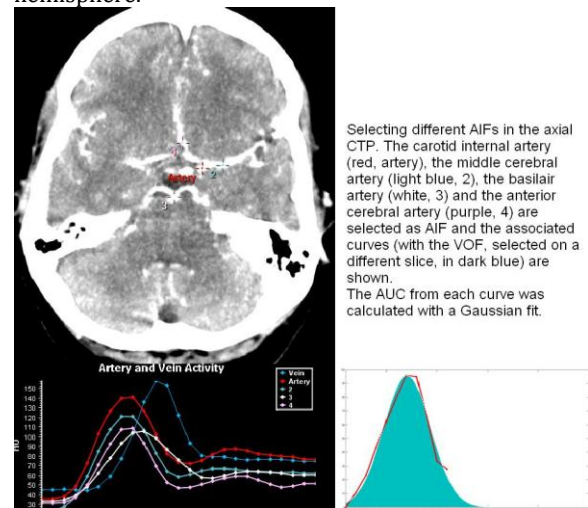 hemisphere.
Selecting different AIFs in the axial
CTP. The carotid internal artery
(red, artery), the middle cerebral
artery (light blue, 2), the basilair
artery (white, 3) and the anterior
cerebral artery (purple, 4) are
selected as AIF and the associated
curves (with the VOF, selected on a
different slice, in dark blue) are
shown.
The AUC from each curve was
calculated with a Gaussian fit.
4
2
Artery
3
Artery and Vein Activity
Vein
Artery
2
3
4
HU
150
140
130
120
110
100
90
80
70
60
50
40
30